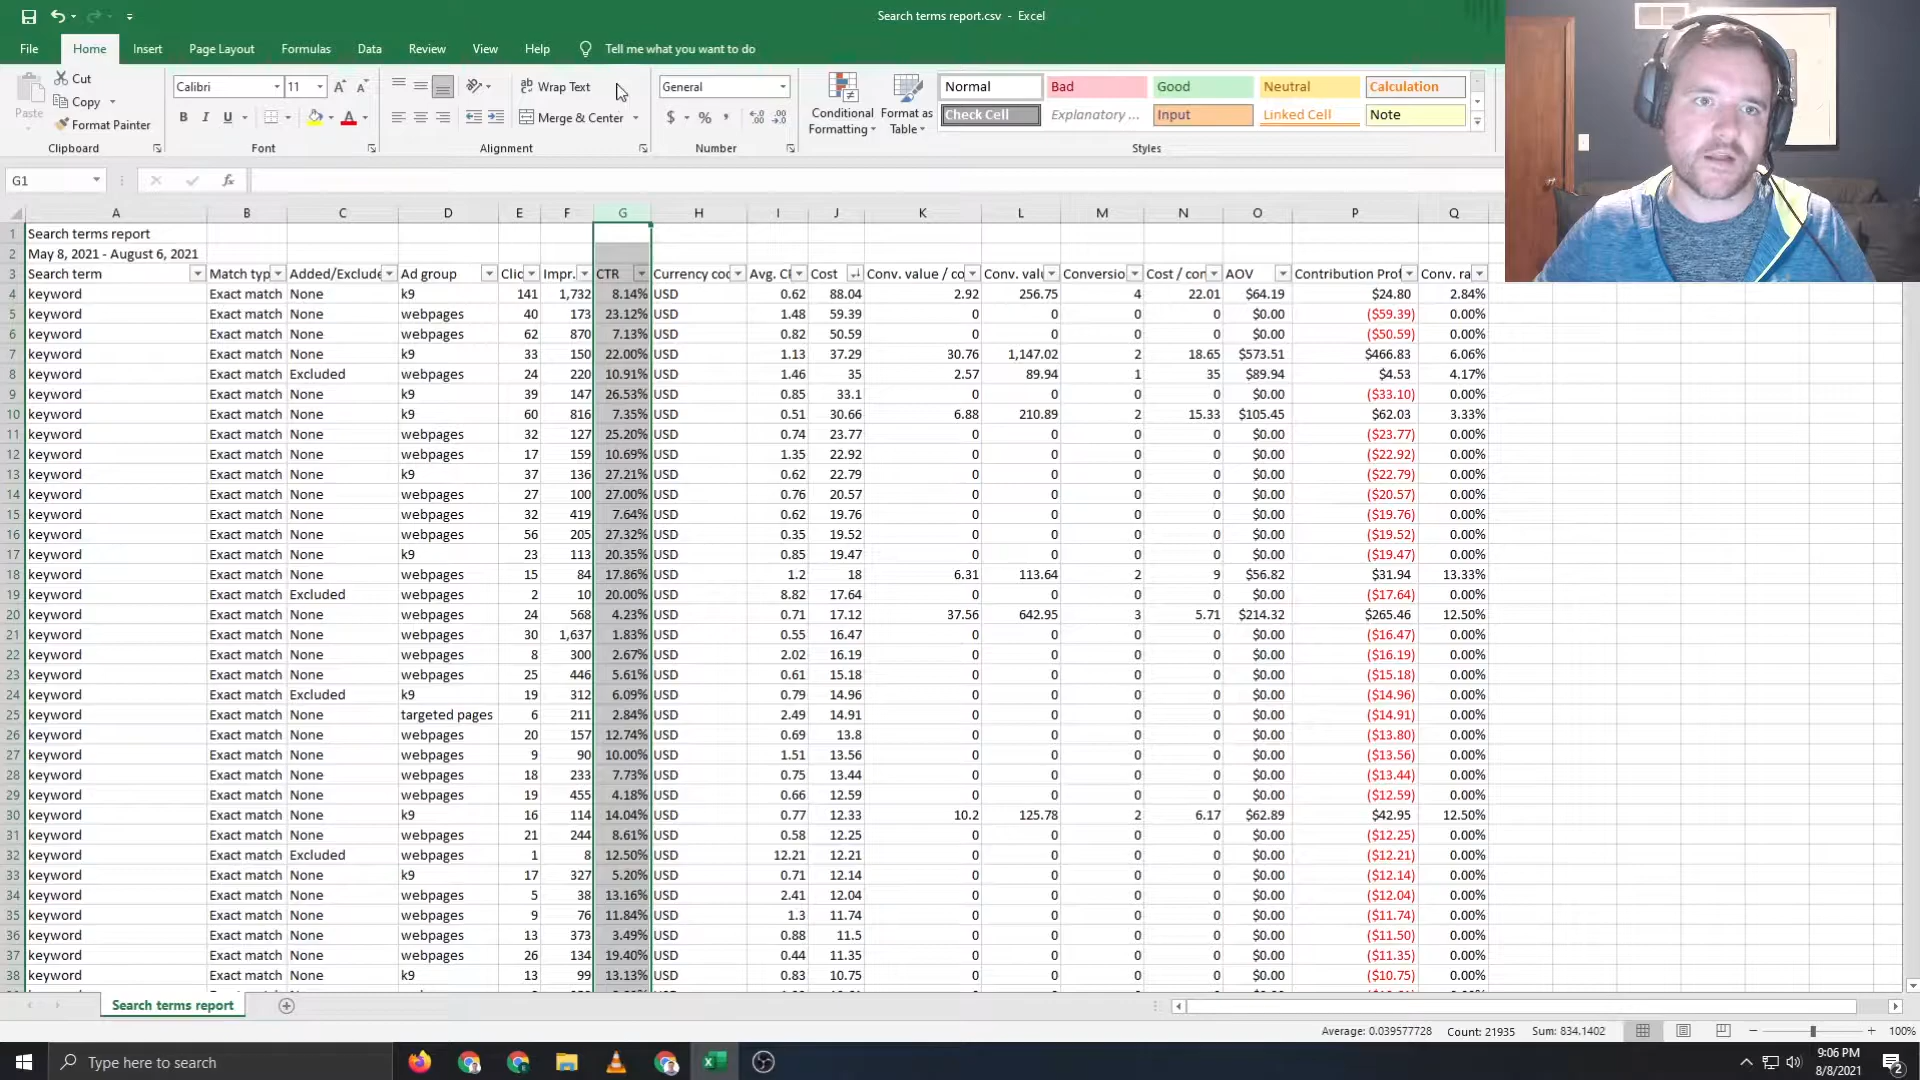 Search terms report.csv - Excel
File Home Insert Page Layout Formulas Data Review View Help Tell me what you want to do
Cut
Copy
Format Painter
Paste
Clipboard
Calibri 11
B I U
Font
Wrap Text
Merge & Center
Alignment
General
$ % ,
Number
Conditional Formatting
Format as Table
Normal Bad Good Neutral Calculation
Check Cell Explanatory ... Input Linked Cell Note
Styles
G1 fx
A B C D E F G H I J K L M N O P Q
1 Search terms report
2 May 8, 2021 - August 6, 2021
3 Search term Match typ Added/Exclude Ad group Clic Impr. CTR Currency coc Avg. CI Cost Conv. value / co Conv. val Conversio Cost / con AOV Contribution Prof Conv. ra
4 keyword Exact match None k9 141 1,732 8.14% USD 0.62 88.04 2.92 256.75 4 22.01 $64.19 $24.80 2.84%
5 keyword Exact match None webpages 40 173 23.12% USD 1.48 59.39 0 0 0 0 $0.00 ($59.39) 0.00%
6 keyword Exact match None webpages 62 870 7.13% USD 0.82 50.59 0 0 0 0 $0.00 ($50.59) 0.00%
7 keyword Exact match None k9 33 150 22.00% USD 1.13 37.29 30.76 1,147.02 2 18.65 $573.51 $466.83 6.06%
8 keyword Exact match Excluded webpages 24 220 10.91% USD 1.46 35 2.57 89.94 1 35 $89.94 $4.53 4.17%
9 keyword Exact match None k9 39 147 26.53% USD 0.85 33.1 0 0 0 0 $0.00 ($33.10) 0.00%
10 keyword Exact match None k9 60 816 7.35% USD 0.51 30.66 6.88 210.89 2 15.33 $105.45 $62.03 3.33%
11 keyword Exact match None webpages 32 127 25.20% USD 0.74 23.77 0 0 0 0 $0.00 ($23.77) 0.00%
12 keyword Exact match None webpages 17 159 10.69% USD 1.35 22.92 0 0 0 0 $0.00 ($22.92) 0.00%
13 keyword Exact match None k9 37 136 27.21% USD 0.62 22.79 0 0 0 0 $0.00 ($22.79) 0.00%
14 keyword Exact match None webpages 27 100 27.00% USD 0.76 20.57 0 0 0 0 $0.00 ($20.57) 0.00%
15 keyword Exact match None webpages 32 419 7.64% USD 0.62 19.76 0 0 0 0 $0.00 ($19.76) 0.00%
16 keyword Exact match None webpages 56 205 27.32% USD 0.35 19.52 0 0 0 0 $0.00 ($19.52) 0.00%
17 keyword Exact match None k9 23 113 20.35% USD 0.85 19.47 0 0 0 0 $0.00 ($19.47) 0.00%
18 keyword Exact match None webpages 15 84 17.86% USD 1.2 18 6.31 113.64 2 9 $56.82 $31.94 13.33%
19 keyword Exact match Excluded webpages 2 10 20.00% USD 8.82 17.64 0 0 0 0 $0.00 ($17.64) 0.00%
20 keyword Exact match None webpages 24 568 4.23% USD 0.71 17.12 37.56 642.95 3 5.71 $214.32 $265.46 12.50%
21 keyword Exact match None webpages 30 1,637 1.83% USD 0.55 16.47 0 0 0 0 $0.00 ($16.47) 0.00%
22 keyword Exact match None webpages 8 300 2.67% USD 2.02 16.19 0 0 0 0 $0.00 ($16.19) 0.00%
23 keyword Exact match None webpages 25 446 5.61% USD 0.61 15.18 0 0 0 0 $0.00 ($15.18) 0.00%
24 keyword Exact match Excluded k9 19 312 6.09% USD 0.79 14.96 0 0 0 0 $0.00 ($14.96) 0.00%
25 keyword Exact match None targeted pages 6 211 2.84% USD 2.49 14.91 0 0 0 0 $0.00 ($14.91) 0.00%
26 keyword Exact match None webpages 20 157 12.74% USD 0.69 13.8 0 0 0 0 $0.00 ($13.80) 0.00%
27 keyword Exact match None webpages 9 90 10.00% USD 1.51 13.56 0 0 0 0 $0.00 ($13.56) 0.00%
28 keyword Exact match None webpages 18 233 7.73% USD 0.75 13.44 0 0 0 0 $0.00 ($13.44) 0.00%
29 keyword Exact match None webpages 19 455 4.18% USD 0.66 12.59 0 0 0 0 $0.00 ($12.59) 0.00%
30 keyword Exact match None k9 16 114 14.04% USD 0.77 12.33 10.2 125.78 2 6.17 $62.89 $42.95 12.50%
31 keyword Exact match None webpages 21 244 8.61% USD 0.58 12.25 0 0 0 0 $0.00 ($12.25) 0.00%
32 keyword Exact match Excluded webpages 1 8 12.50% USD 12.21 12.21 0 0 0 0 $0.00 ($12.21) 0.00%
33 keyword Exact match None k9 17 327 5.20% USD 0.71 12.14 0 0 0 0 $0.00 ($12.14) 0.00%
34 keyword Exact match None webpages 5 38 13.16% USD 2.41 12.04 0 0 0 0 $0.00 ($12.04) 0.00%
35 keyword Exact match None webpages 9 76 11.84% USD 1.3 11.74 0 0 0 0 $0.00 ($11.74) 0.00%
36 keyword Exact match None webpages 13 373 3.49% USD 0.88 11.5 0 0 0 0 $0.00 ($11.50) 0.00%
37 keyword Exact match None webpages 26 134 19.40% USD 0.44 11.35 0 0 0 0 $0.00 ($11.35) 0.00%
38 keyword Exact match None k9 13 99 13.13% USD 0.83 10.75 0 0 0 0 $0.00 ($10.75) 0.00%
Search terms report
Average: 0.039577728 Count: 21935 Sum: 834.1402 100%
Type here to search
9:06 PM
8/8/2021
2